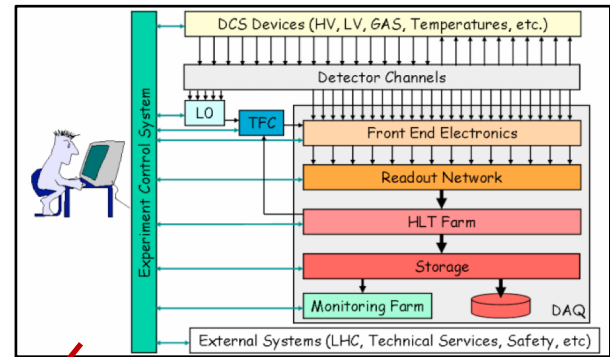 DCS Devices (HV, LV, GAS, Temperatures, etc.)
Detector Channels
Experiment Control System
L0
TFC
Front End Electronics
Readout Network
HLT Farm
Storage
Monitoring Farm
DAQ
External Systems (LHC, Technical Services, Safety, etc)